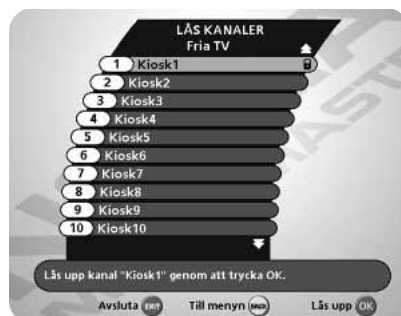 LÅS KANALER
Fria TV
1 Kiosk1
2 Kiosk2
3 Kiosk3
4 Kiosk4
5 Kiosk5
6 Kiosk6
7 Kiosk7
8 Kiosk8
9 Kiosk9
10 Kiosk10
Lås upp kanal "Kiosk1" genom att trycka OK.
Avsluta EXIT Till menyn BACK Lås upp OK